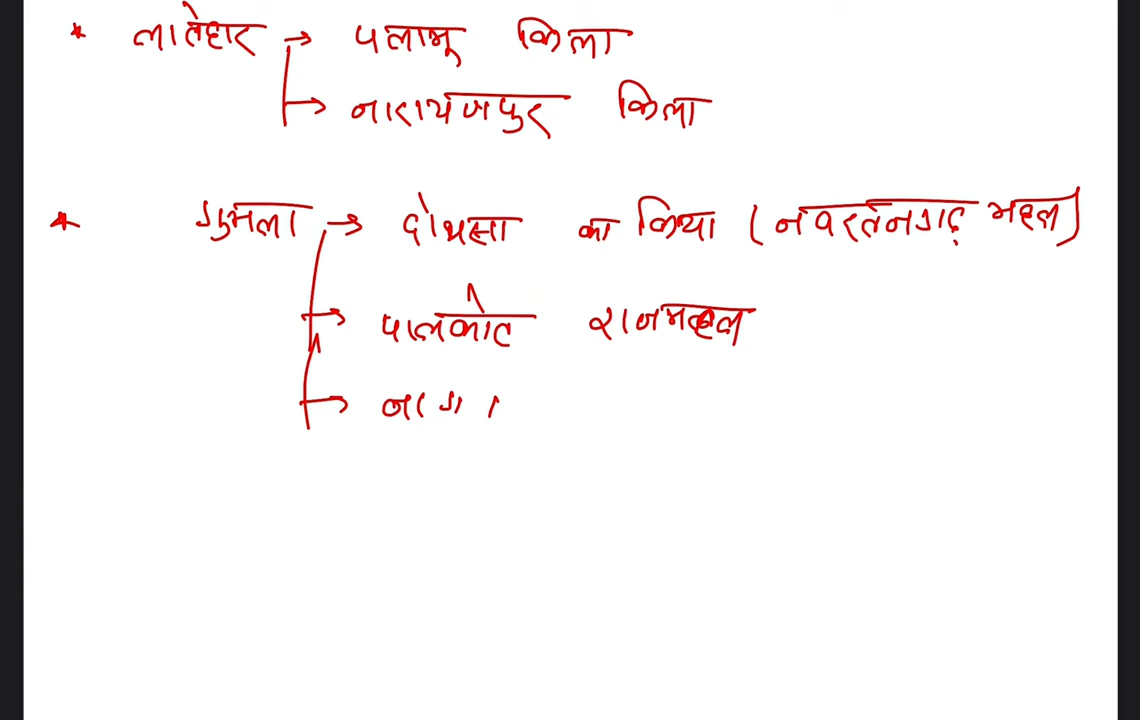 * लातेहार → पलामू किला
→ नारायणपुर किला
* गुमला → दोयसा का किया (नवरतनगढ़ महल)
→ पालकोट राजमहल
→ नाग